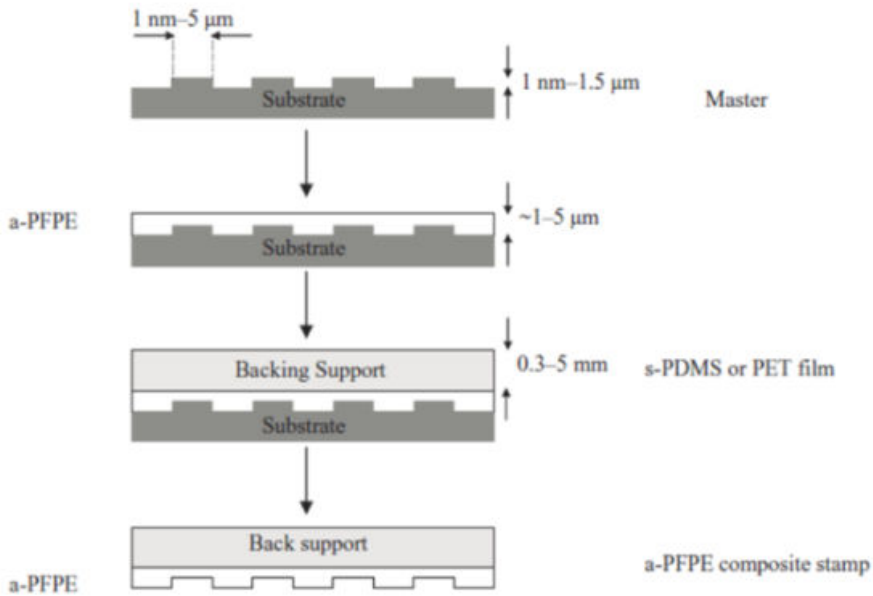 1 nm–5 μm
1 nm–1.5 μm
Substrate
Master
a-PFPE
~1–5 μm
Substrate
Backing Support
0.3–5 mm
s-PDMS or PET film
Substrate
Back support
a-PFPE composite stamp
a-PFPE